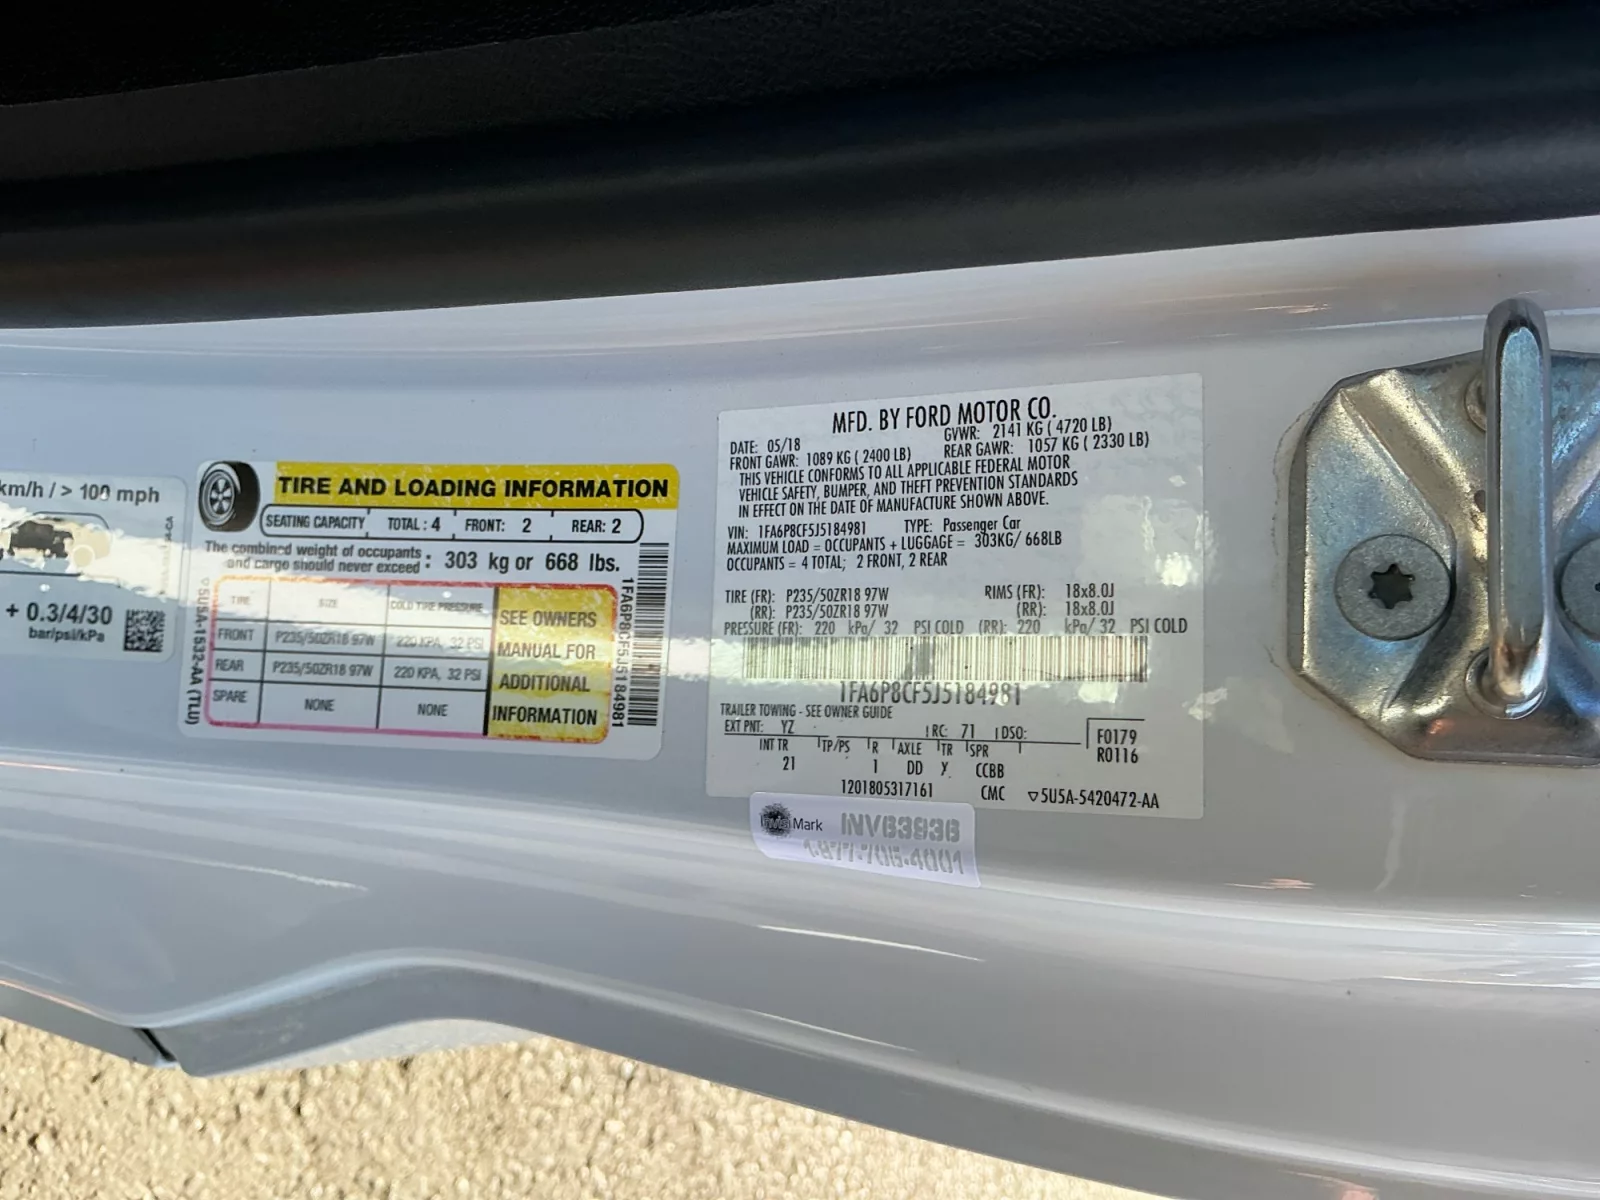 km/h / > 100 mph
+ 0.3/4/30
bar/psi/kPa
TIRE AND LOADING INFORMATION
SEATING CAPACITY TOTAL: 4 FRONT: 2 REAR: 2
The combined weight of occupants
and cargo should never exceed : 303 kg or 668 lbs.
TIRE SIZE COLD TIRE PRESSURE
FRONT P235/50ZR18 97W 220 KPA, 32 PSI
REAR P235/50ZR18 97W 220 KPA, 32 PSI
SPARE NONE NONE
SEE OWNERS
MANUAL FOR
ADDITIONAL
INFORMATION
5U5A-1532-AA (TLU)
1FA6P8CF5J5184981
MFD. BY FORD MOTOR CO.
DATE: 05/18 GVWR: 2141 KG ( 4720 LB)
FRONT GAWR: 1089 KG ( 2400 LB) REAR GAWR: 1057 KG ( 2330 LB)
THIS VEHICLE CONFORMS TO ALL APPLICABLE FEDERAL MOTOR
VEHICLE SAFETY, BUMPER, AND THEFT PREVENTION STANDARDS
IN EFFECT ON THE DATE OF MANUFACTURE SHOWN ABOVE.
VIN: 1FA6P8CF5J5184981 TYPE: Passenger Car
MAXIMUM LOAD = OCCUPANTS + LUGGAGE = 303KG/ 668LB
OCCUPANTS = 4 TOTAL; 2 FRONT, 2 REAR
TIRE (FR): P235/50ZR18 97W RIMS (FR): 18x8.0J
(RR): P235/50ZR18 97W (RR): 18x8.0J
PRESSURE (FR): 220 kPa/ 32 PSI COLD (RR): 220 kPa/ 32 PSI COLD
1FA6P8CF5J5184981
TRAILER TOWING - SEE OWNER GUIDE
EXT PNT: YZ RC: 71 DSO:
INT TR TP/PS R AXLE TR SPR
21 1 DD Y CCBB
F0179
R0116
1201805317161 CMC 5U5A-5420472-AA
Mark INV63936
1-877-706-4001